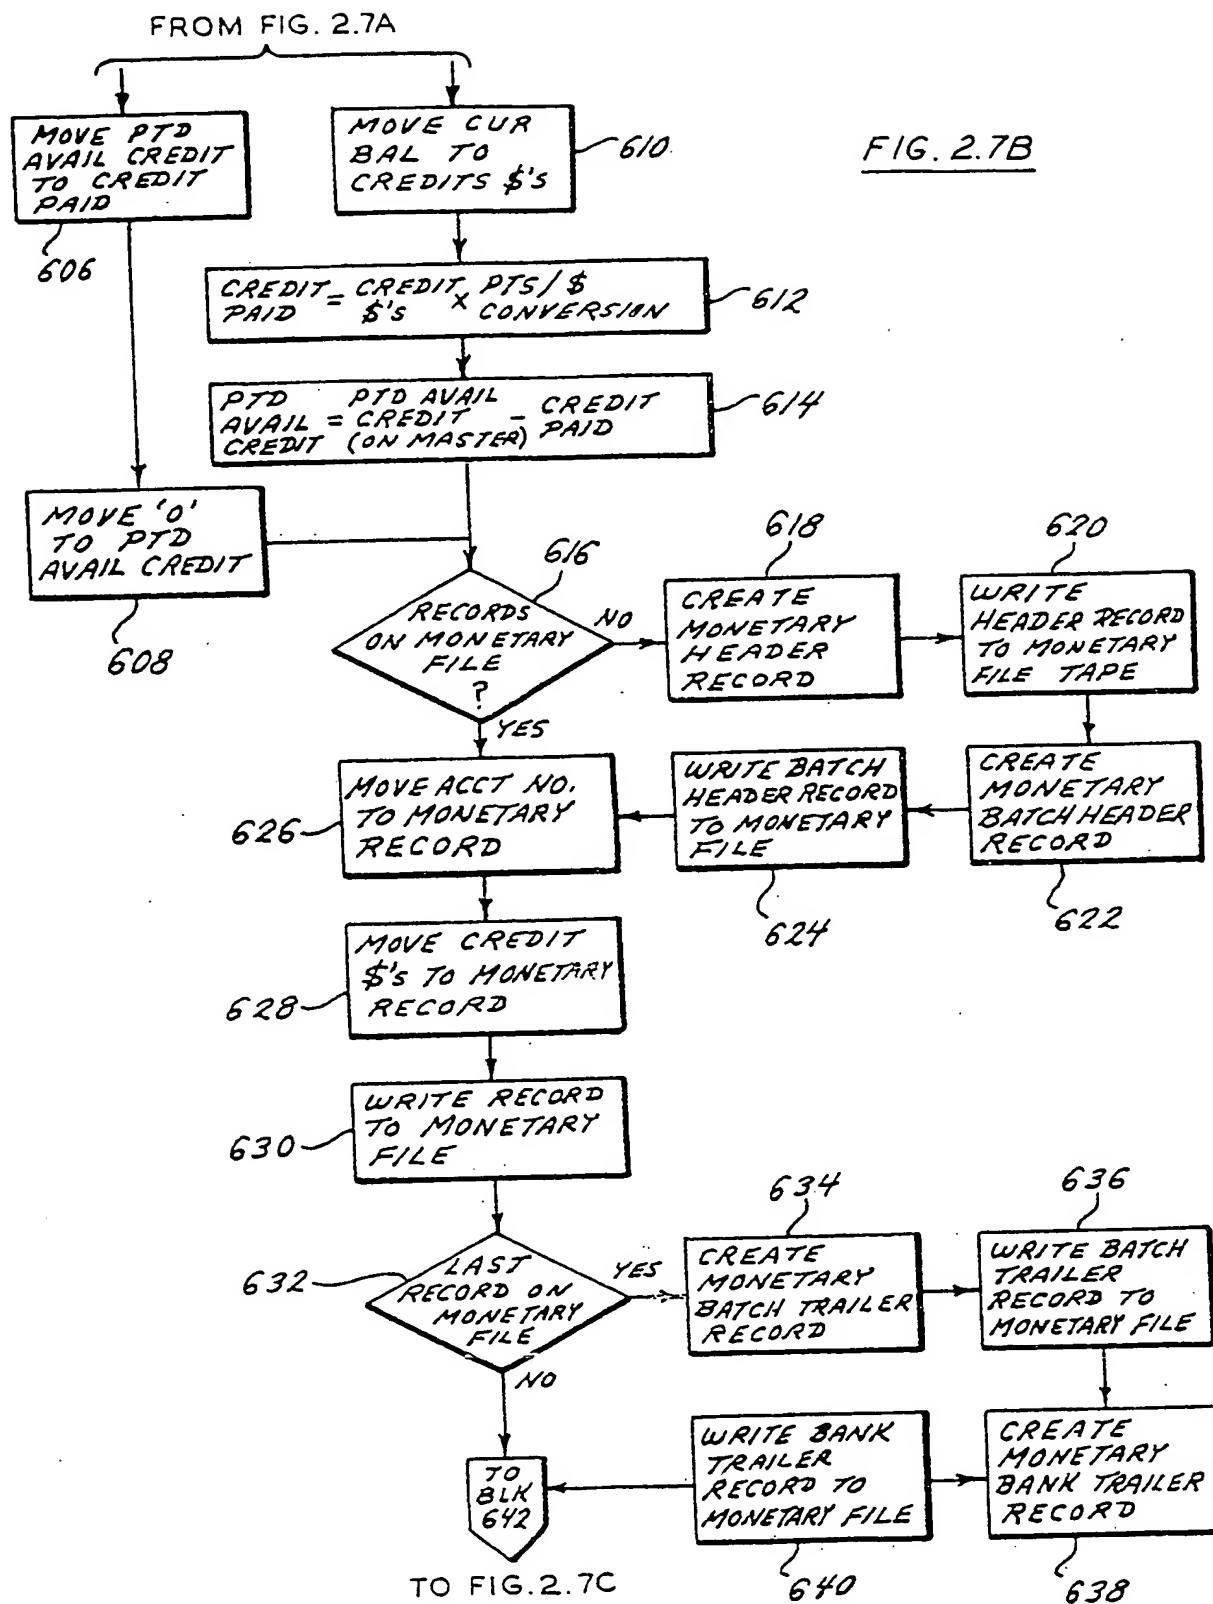 FROM FIG. 2.7A
MOVE PTD
AVAIL CREDIT
TO CREDIT
PAID
606
MOVE CUR
BAL TO
CREDITS $'s
610
FIG. 2.7B
CREDIT = CREDIT x PTS/$
PAID $'s CONVERSION
612
PTD PTD AVAIL
AVAIL = CREDIT - CREDIT
CREDIT (ON MASTER) PAID
614
MOVE '0'
TO PTD
AVAIL CREDIT
608
RECORDS
ON MONETARY
FILE
?
616
NO
YES
CREATE
MONETARY
HEADER
RECORD
618
WRITE
HEADER RECORD
TO MONETARY
FILE TAPE
620
CREATE
MONETARY
BATCH HEADER
RECORD
622
WRITE BATCH
HEADER RECORD
TO MONETARY
FILE
624
MOVE ACCT NO.
TO MONETARY
RECORD
626
MOVE CREDIT
$'s TO MONETARY
RECORD
628
WRITE RECORD
TO MONETARY
FILE
630
LAST
RECORD ON
MONETARY
FILE
632
YES
NO
CREATE
MONETARY
BATCH TRAILER
RECORD
634
WRITE BATCH
TRAILER
RECORD TO
MONETARY FILE
636
CREATE
MONETARY
BANK TRAILER
RECORD
638
WRITE BANK
TRAILER
RECORD TO
MONETARY FILE
640
TO
BLK
642
TO FIG. 2.7C